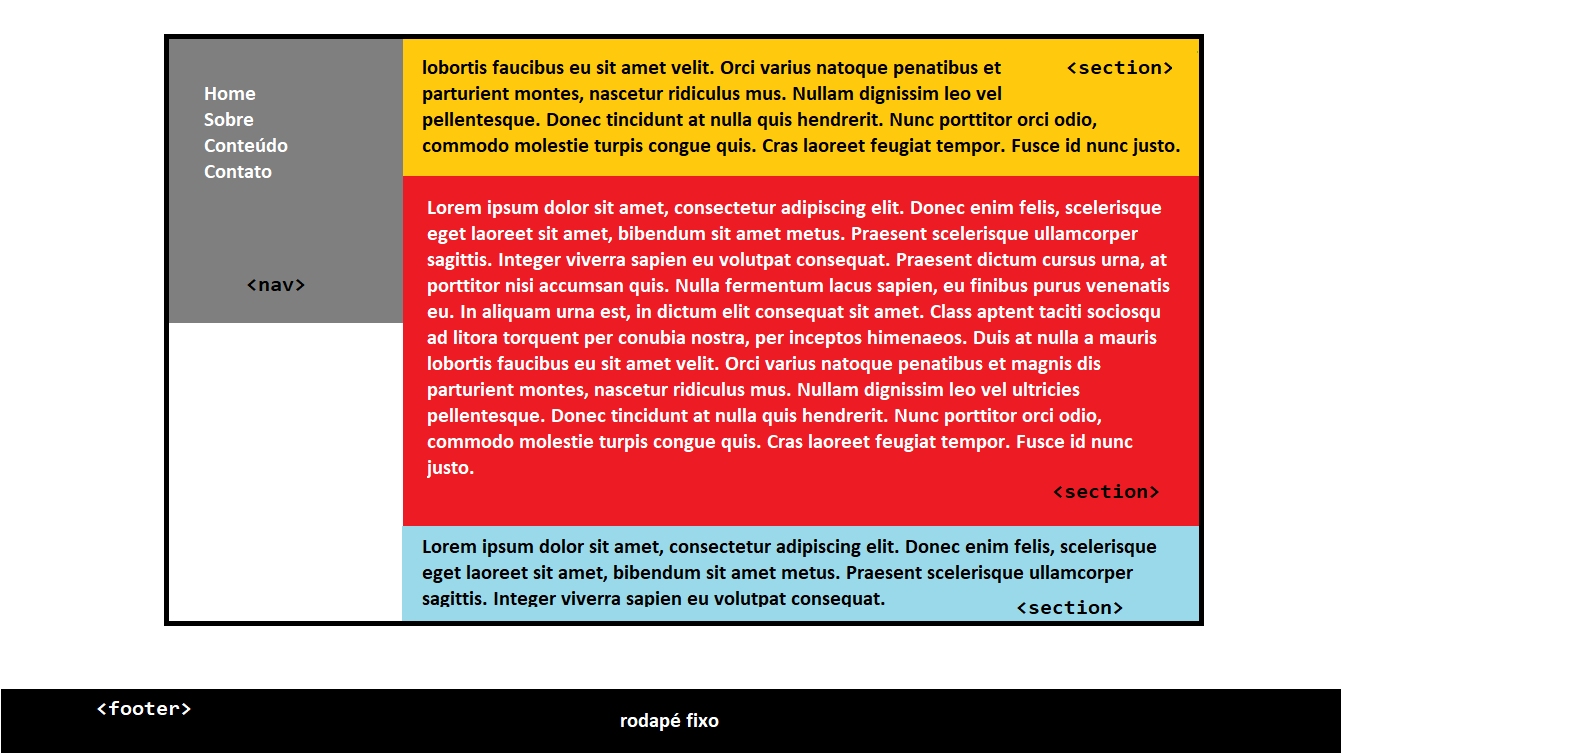 Home
Sobre
Conteúdo
Contato
<nav>
lobortis faucibus eu sit amet velit. Orci varius natoque penatibus et
<section>
parturient montes, nascetur ridiculus mus. Nullam dignissim leo vel
pellentesque. Donec tincidunt at nulla quis hendrerit. Nunc porttitor orci odio,
commodo molestie turpis congue quis. Cras laoreet feugiat tempor. Fusce id nunc justo.
Lorem ipsum dolor sit amet, consectetur adipiscing elit. Donec enim felis, scelerisque
eget laoreet sit amet, bibendum sit amet metus. Praesent scelerisque ullamcorper
sagittis. Integer viverra sapien eu volutpat consequat. Praesent dictum cursus urna, at
porttitor nisi accumsan quis. Nulla fermentum lacus sapien, eu finibus purus venenatis
eu. In aliquam urna est, in dictum elit consequat sit amet. Class aptent taciti sociosqu
ad litora torquent per conubia nostra, per inceptos himenaeos. Duis at nulla a mauris
lobortis faucibus eu sit amet velit. Orci varius natoque penatibus et magnis dis
parturient montes, nascetur ridiculus mus. Nullam dignissim leo vel ultricies
pellentesque. Donec tincidunt at nulla quis hendrerit. Nunc porttitor orci odio,
commodo molestie turpis congue quis. Cras laoreet feugiat tempor. Fusce id nunc
justo.
<section>
Lorem ipsum dolor sit amet, consectetur adipiscing elit. Donec enim felis, scelerisque
eget laoreet sit amet, bibendum sit amet metus. Praesent scelerisque ullamcorper
sagittis. Integer viverra sapien eu volutpat consequat.
<section>
<footer>
rodapé fixo